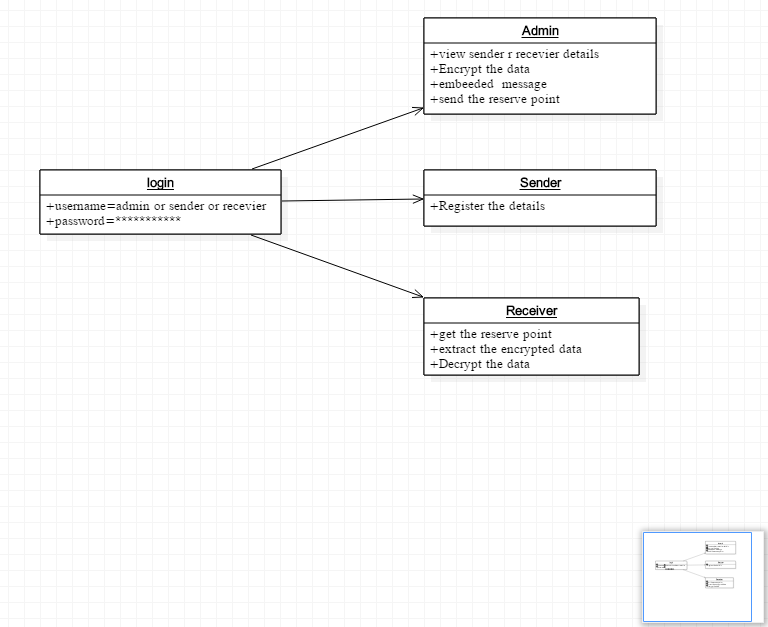 Admin
+view sender r recevier details
+Encrypt the data
+embeeded message
+send the reserve point
login
+username=admin or sender or recevier
+password=***********
Sender
+Register the details
Receiver
+get the reserve point
+extract the encrypted data
+Decrypt the data